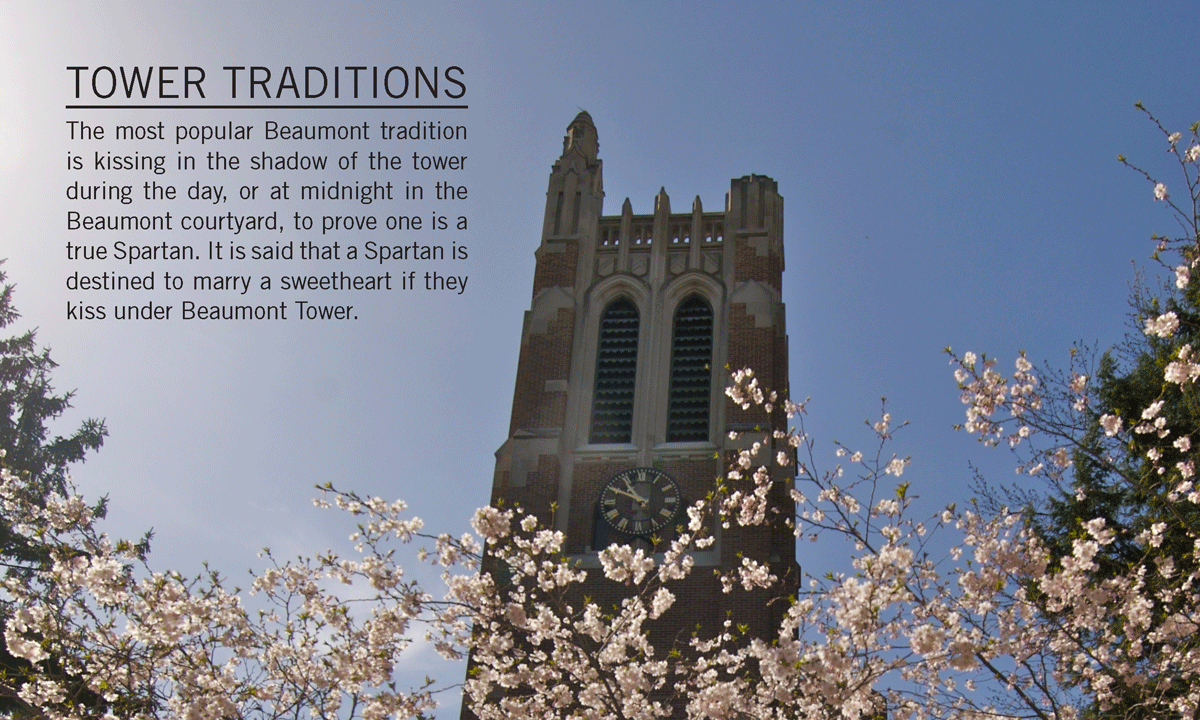 TOWER TRADITIONS
The most popular Beaumont tradition
is kissing in the shadow of the tower
during the day, or at midnight in the
Beaumont courtyard, to prove one is a
true Spartan. It is said that a Spartan is
destined to marry a sweetheart if they
kiss under Beaumont Tower.